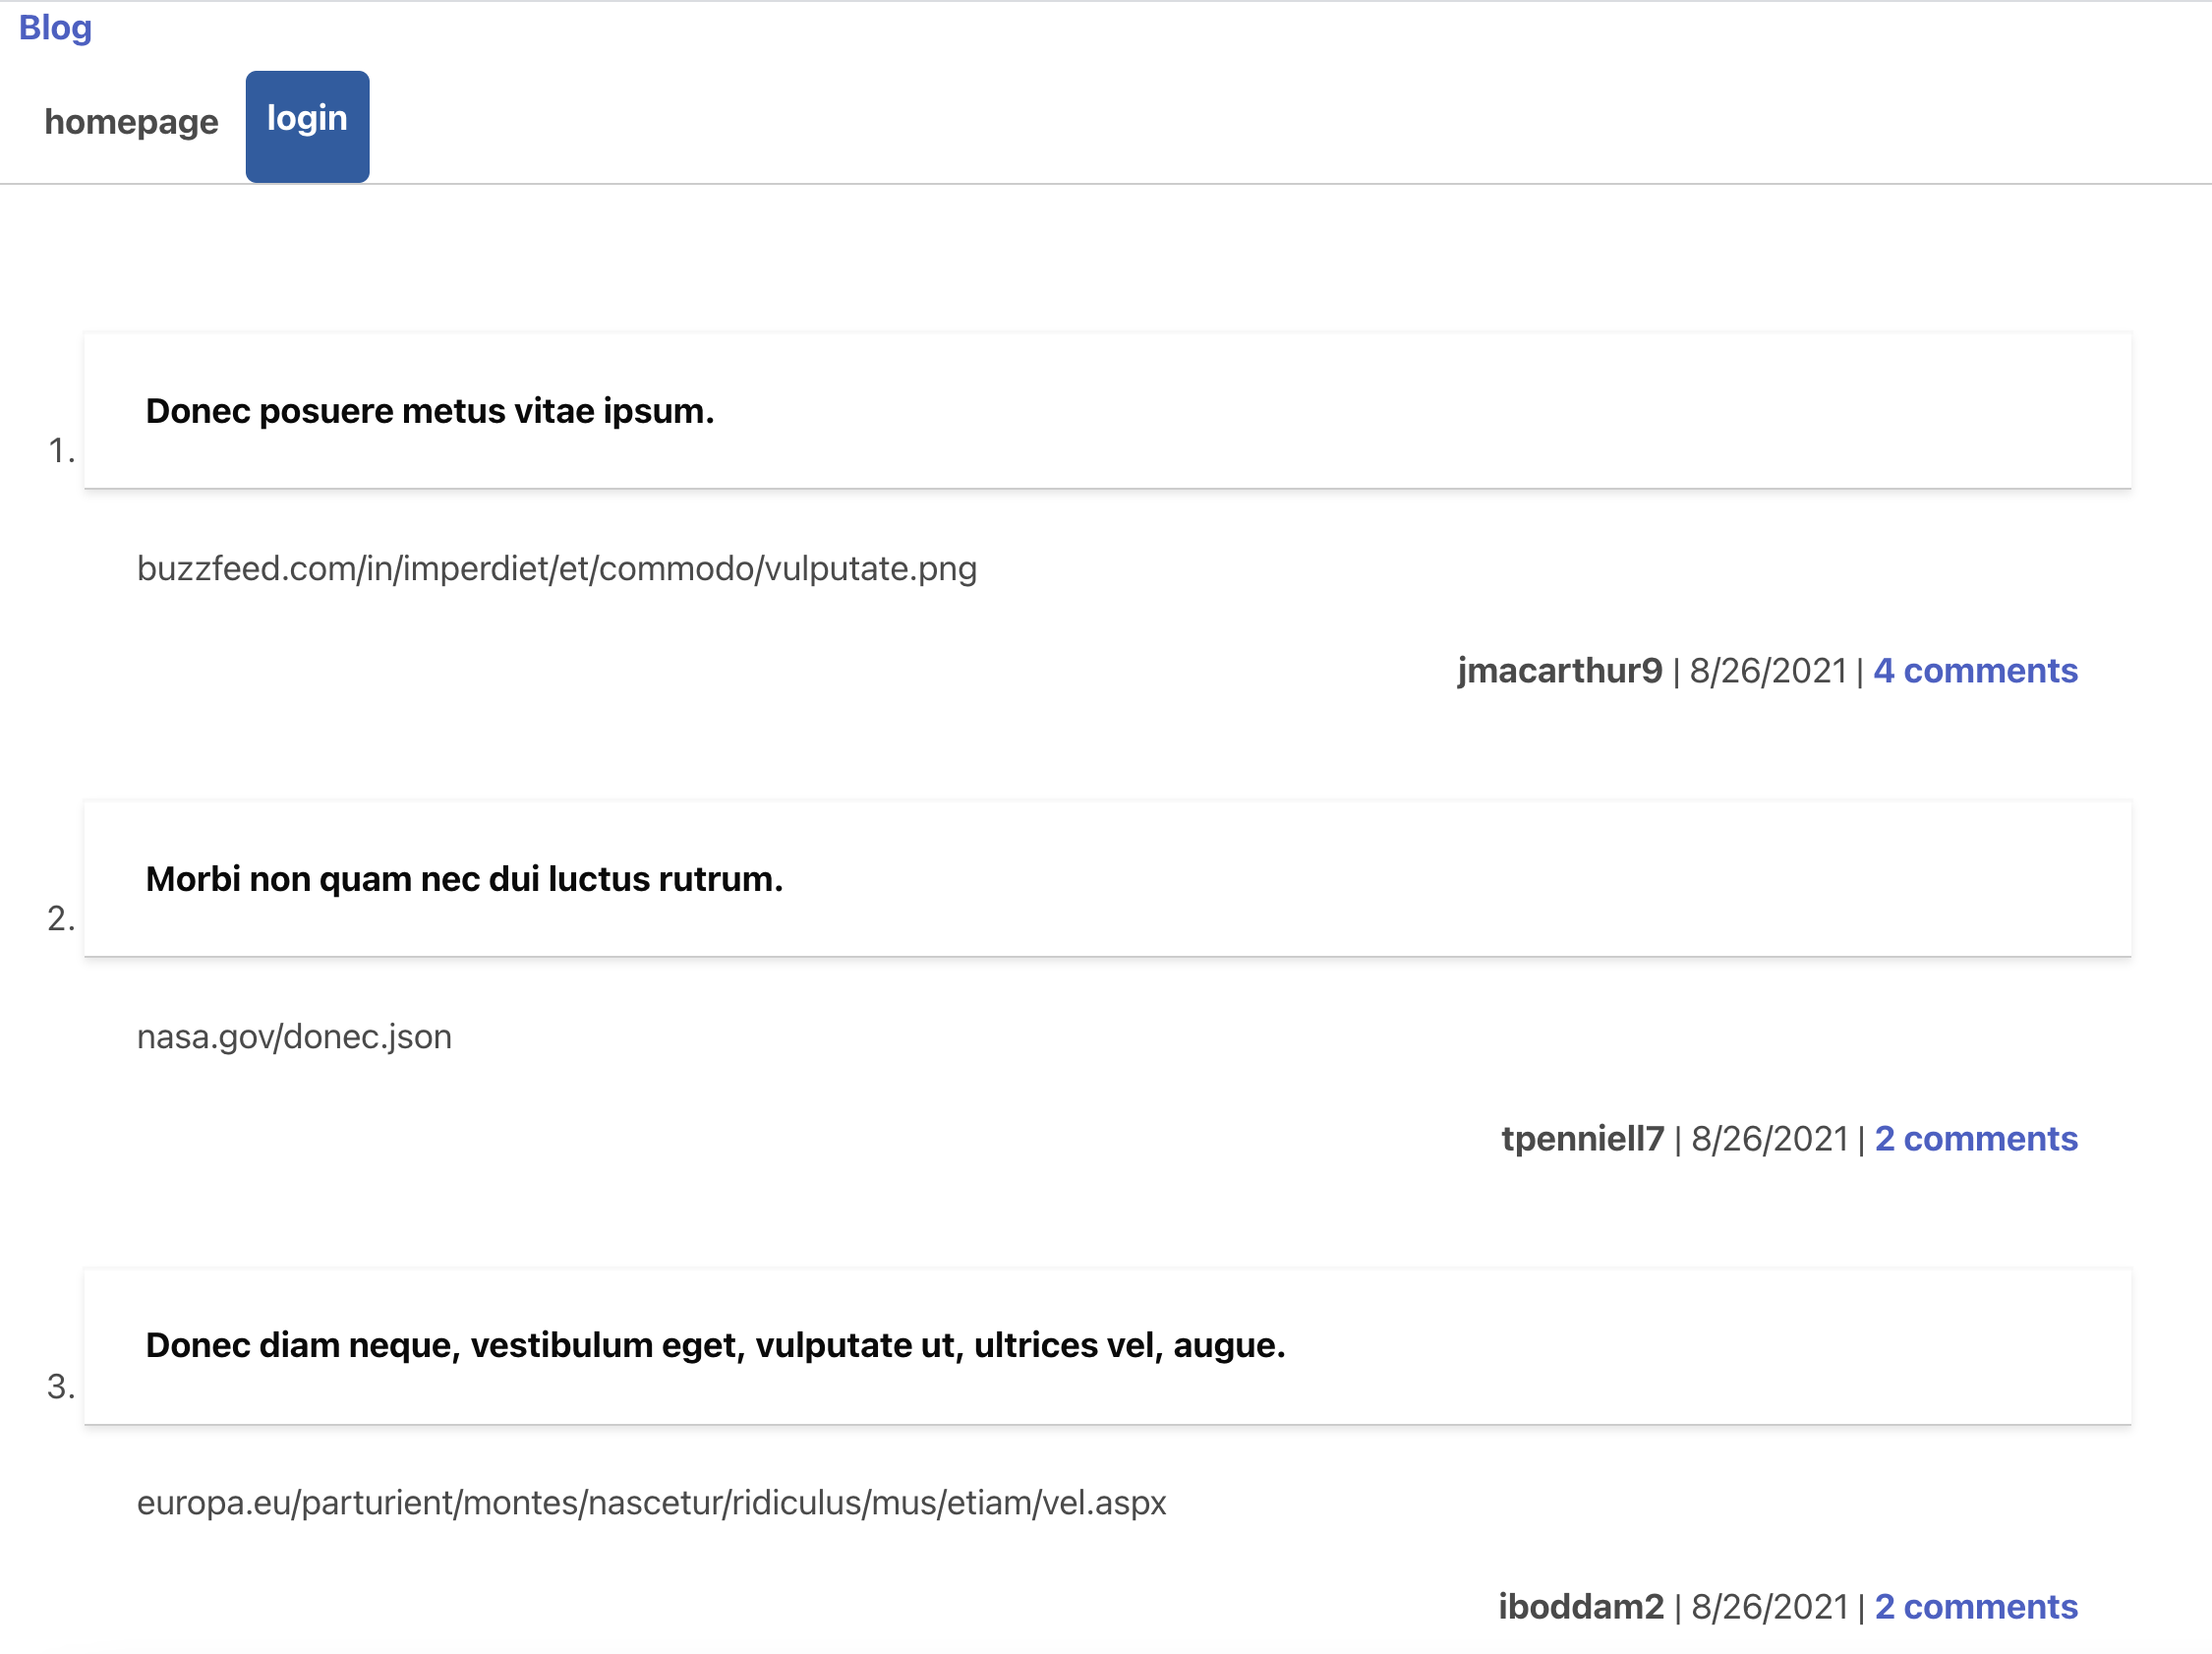 Blog
homepage login
Donec posuere metus vitae ipsum.
1.
buzzfeed.com/in/imperdiet/et/commodo/vulputate.png
jmacarthur9 | 8/26/2021 | 4 comments
Morbi non quam nec dui luctus rutrum.
2.
nasa.gov/donec.json
tpenniell7 | 8/26/2021 | 2 comments
Donec diam neque, vestibulum eget, vulputate ut, ultrices vel, augue.
3.
europa.eu/parturient/montes/nascetur/ridiculus/mus/etiam/vel.aspx
iboddam2 | 8/26/2021 | 2 comments